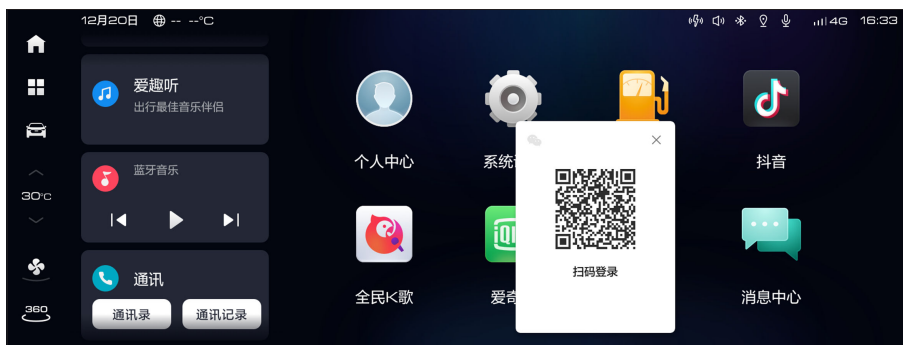 12月20日 -- --°C
4G 16:33
爱趣听
出行最佳音乐伴侣
蓝牙音乐
30°C
通讯
通讯录 通讯记录
360
个人中心 系统 抖音
扫码登录
全民K歌 爱奇 消息中心